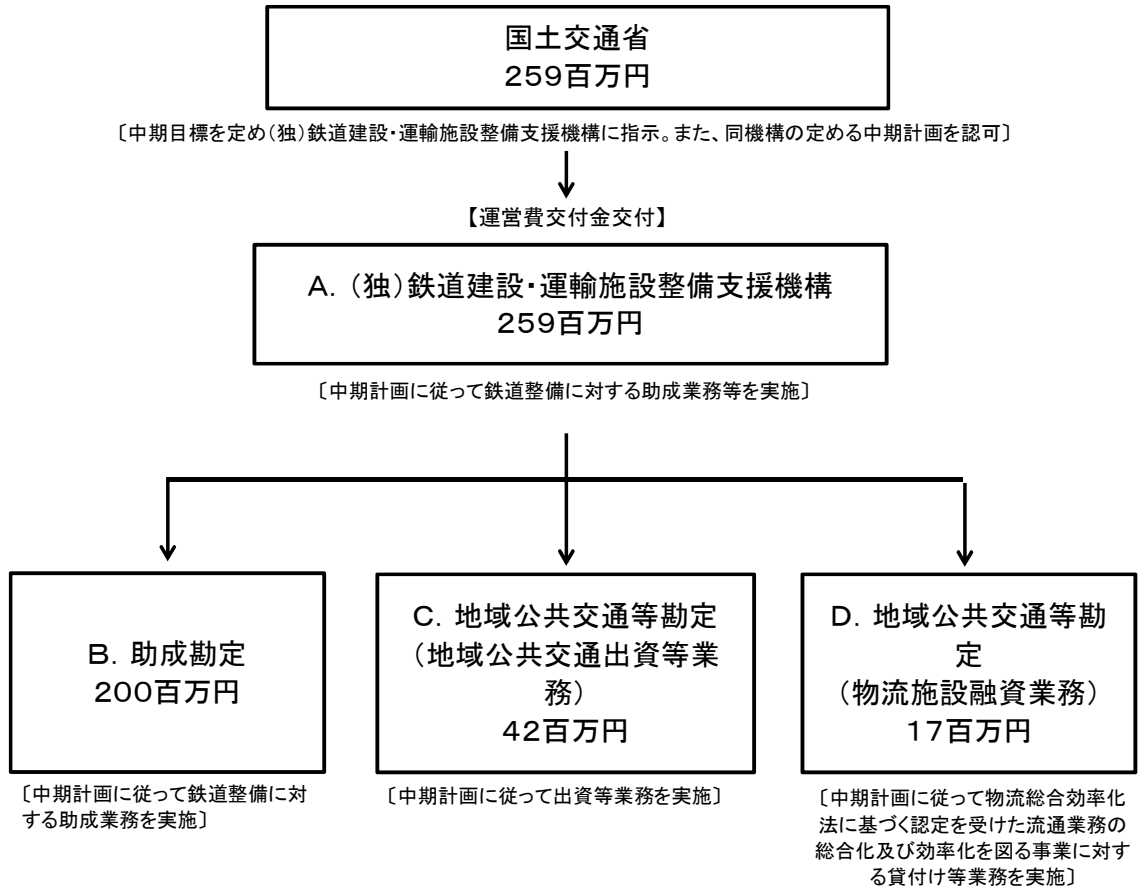 国土交通省
259百万円
〔中期目標を定め(独)鉄道建設・運輸施設整備支援機構に指示。また、同機構の定める中期計画を認可〕
【運営費交付金交付】
A.（独）鉄道建設・運輸施設整備支援機構
259百万円
〔中期計画に従って鉄道整備に対する助成業務等を実施〕
B. 助成勘定
200百万円
〔中期計画に従って鉄道整備に対
する助成業務を実施〕
C. 地域公共交通等勘定
（地域公共交通出資等業
務）
42百万円
〔中期計画に従って出資等業務を実施〕
D. 地域公共交通等勘
定
（物流施設融資業務）
17百万円
〔中期計画に従って物流総合効率化
法に基づく認定を受けた流通業務の
総合化及び効率化を図る事業に対す
る貸付け等業務を実施〕